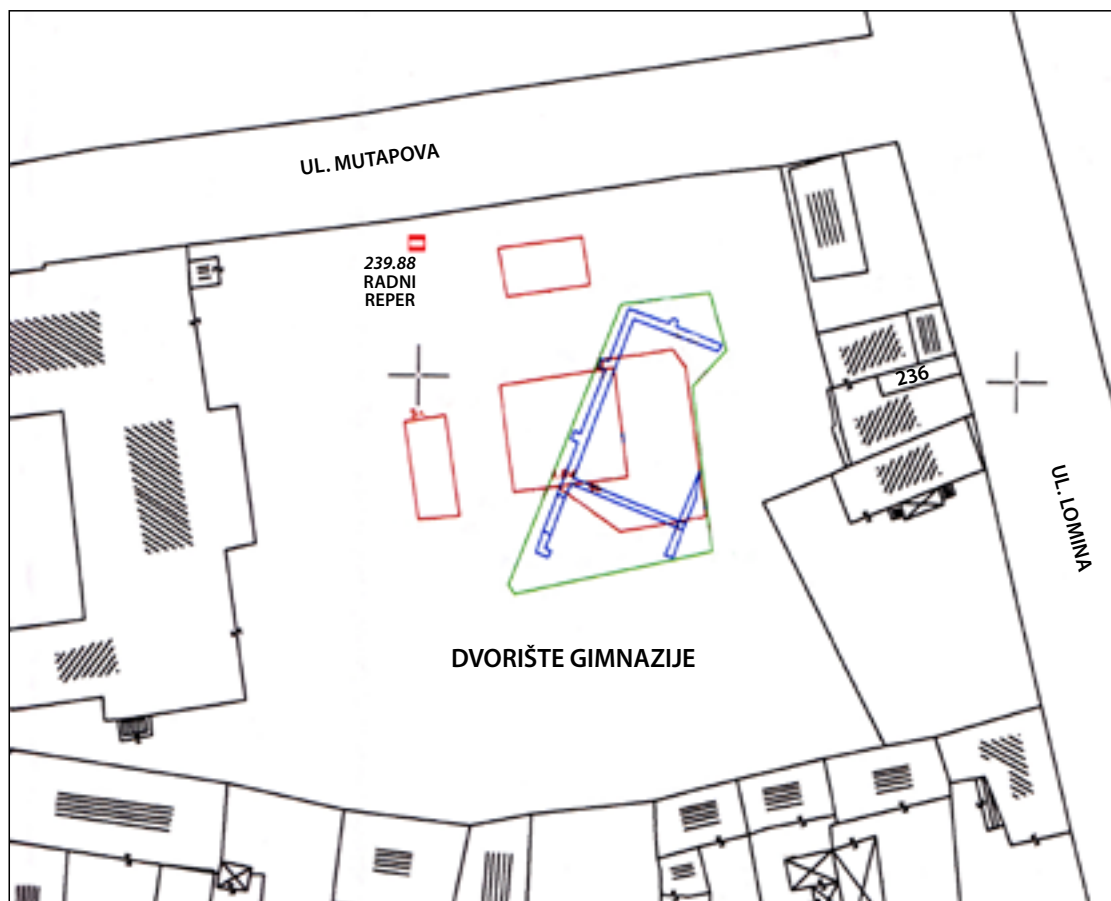 UL. MUTAPOVA
239.88
RADNI
REPER
236
UL. LOMINA
DVORIŠTE GIMNAZIJE